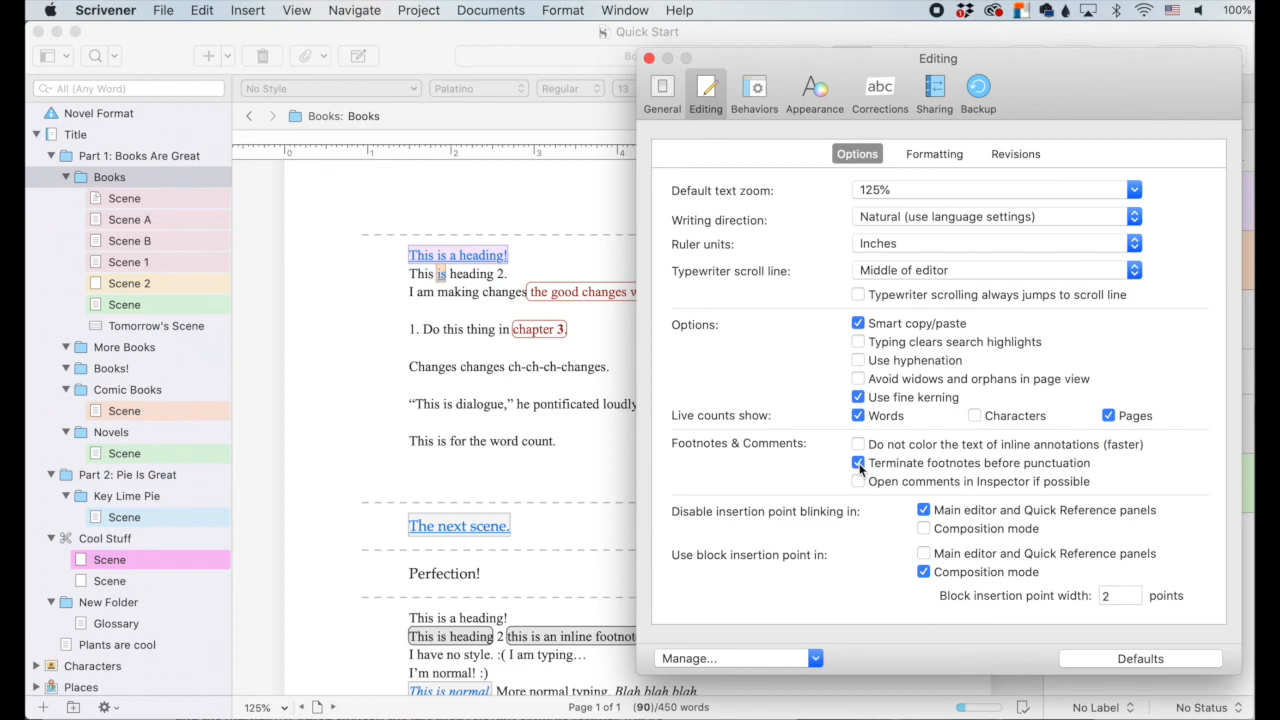 Scrivener File Edit Insert View Navigate Project Documents Format Window Help 100%
Quick Start
Editing
General Editing Behaviors Appearance Corrections Sharing Backup
All (Any Word)
No Style Palatino Regular 13
Novel Format
Title
Part 1: Books Are Great
Books
Scene
Scene A
Scene B
Scene 1
Scene 2
Scene
Tomorrow's Scene
More Books
Books!
Comic Books
Scene
Novels
Scene
Part 2: Pie Is Great
Key Lime Pie
Scene
Cool Stuff
Scene
Scene
New Folder
Glossary
Plants are cool
Characters
Places
Books: Books
0 1 2 3 4
This is a heading!
This is heading 2.
I am making changes the good changes w
1. Do this thing in chapter 3.
Changes changes ch-ch-ch-changes.
“This is dialogue,” he pontificated loudly
This is for the word count.
The next scene.
Perfection!
This is a heading!
This is heading 2 this is an inline footnot
I have no style. :( I am typing…
I’m normal! :)
This is normal. More normal typing. Blah blah blah.
125% Page 1 of 1 (90)/450 words No Label No Status
Options Formatting Revisions
Default text zoom: 125%
Writing direction: Natural (use language settings)
Ruler units: Inches
Typewriter scroll line: Middle of editor
Typewriter scrolling always jumps to scroll line
Options: Smart copy/paste
Typing clears search highlights
Use hyphenation
Avoid widows and orphans in page view
Use fine kerning
Live counts show: Words Characters Pages
Footnotes & Comments: Do not color the text of inline annotations (faster)
Terminate footnotes before punctuation
Open comments in Inspector if possible
Disable insertion point blinking in: Main editor and Quick Reference panels
Composition mode
Use block insertion point in: Main editor and Quick Reference panels
Composition mode
Block insertion point width: 2 points
Manage... Defaults